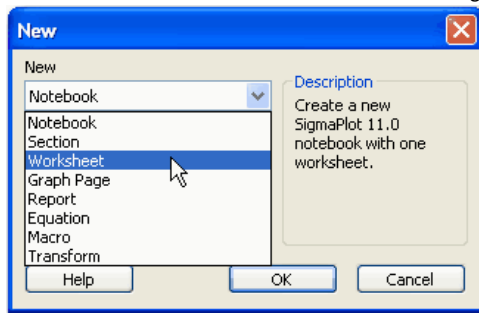 New
New
Notebook
Notebook
Section
Worksheet
Graph Page
Report
Equation
Macro
Transform
Description
Create a new
SigmaPlot 11.0
notebook with one
worksheet.
Help
OK
Cancel